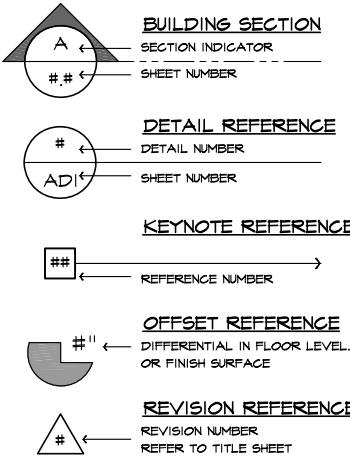 BUILDING SECTION
A
SECTION INDICATOR
#.#
SHEET NUMBER
DETAIL REFERENCE
#
DETAIL NUMBER
AD1
SHEET NUMBER
KEYNOTE REFERENCE
##
REFERENCE NUMBER
OFFSET REFERENCE
#"
DIFFERENTIAL IN FLOOR LEVEL.
OR FINISH SURFACE
REVISION REFERENCE
REVISION NUMBER
#
REFER TO TITLE SHEET